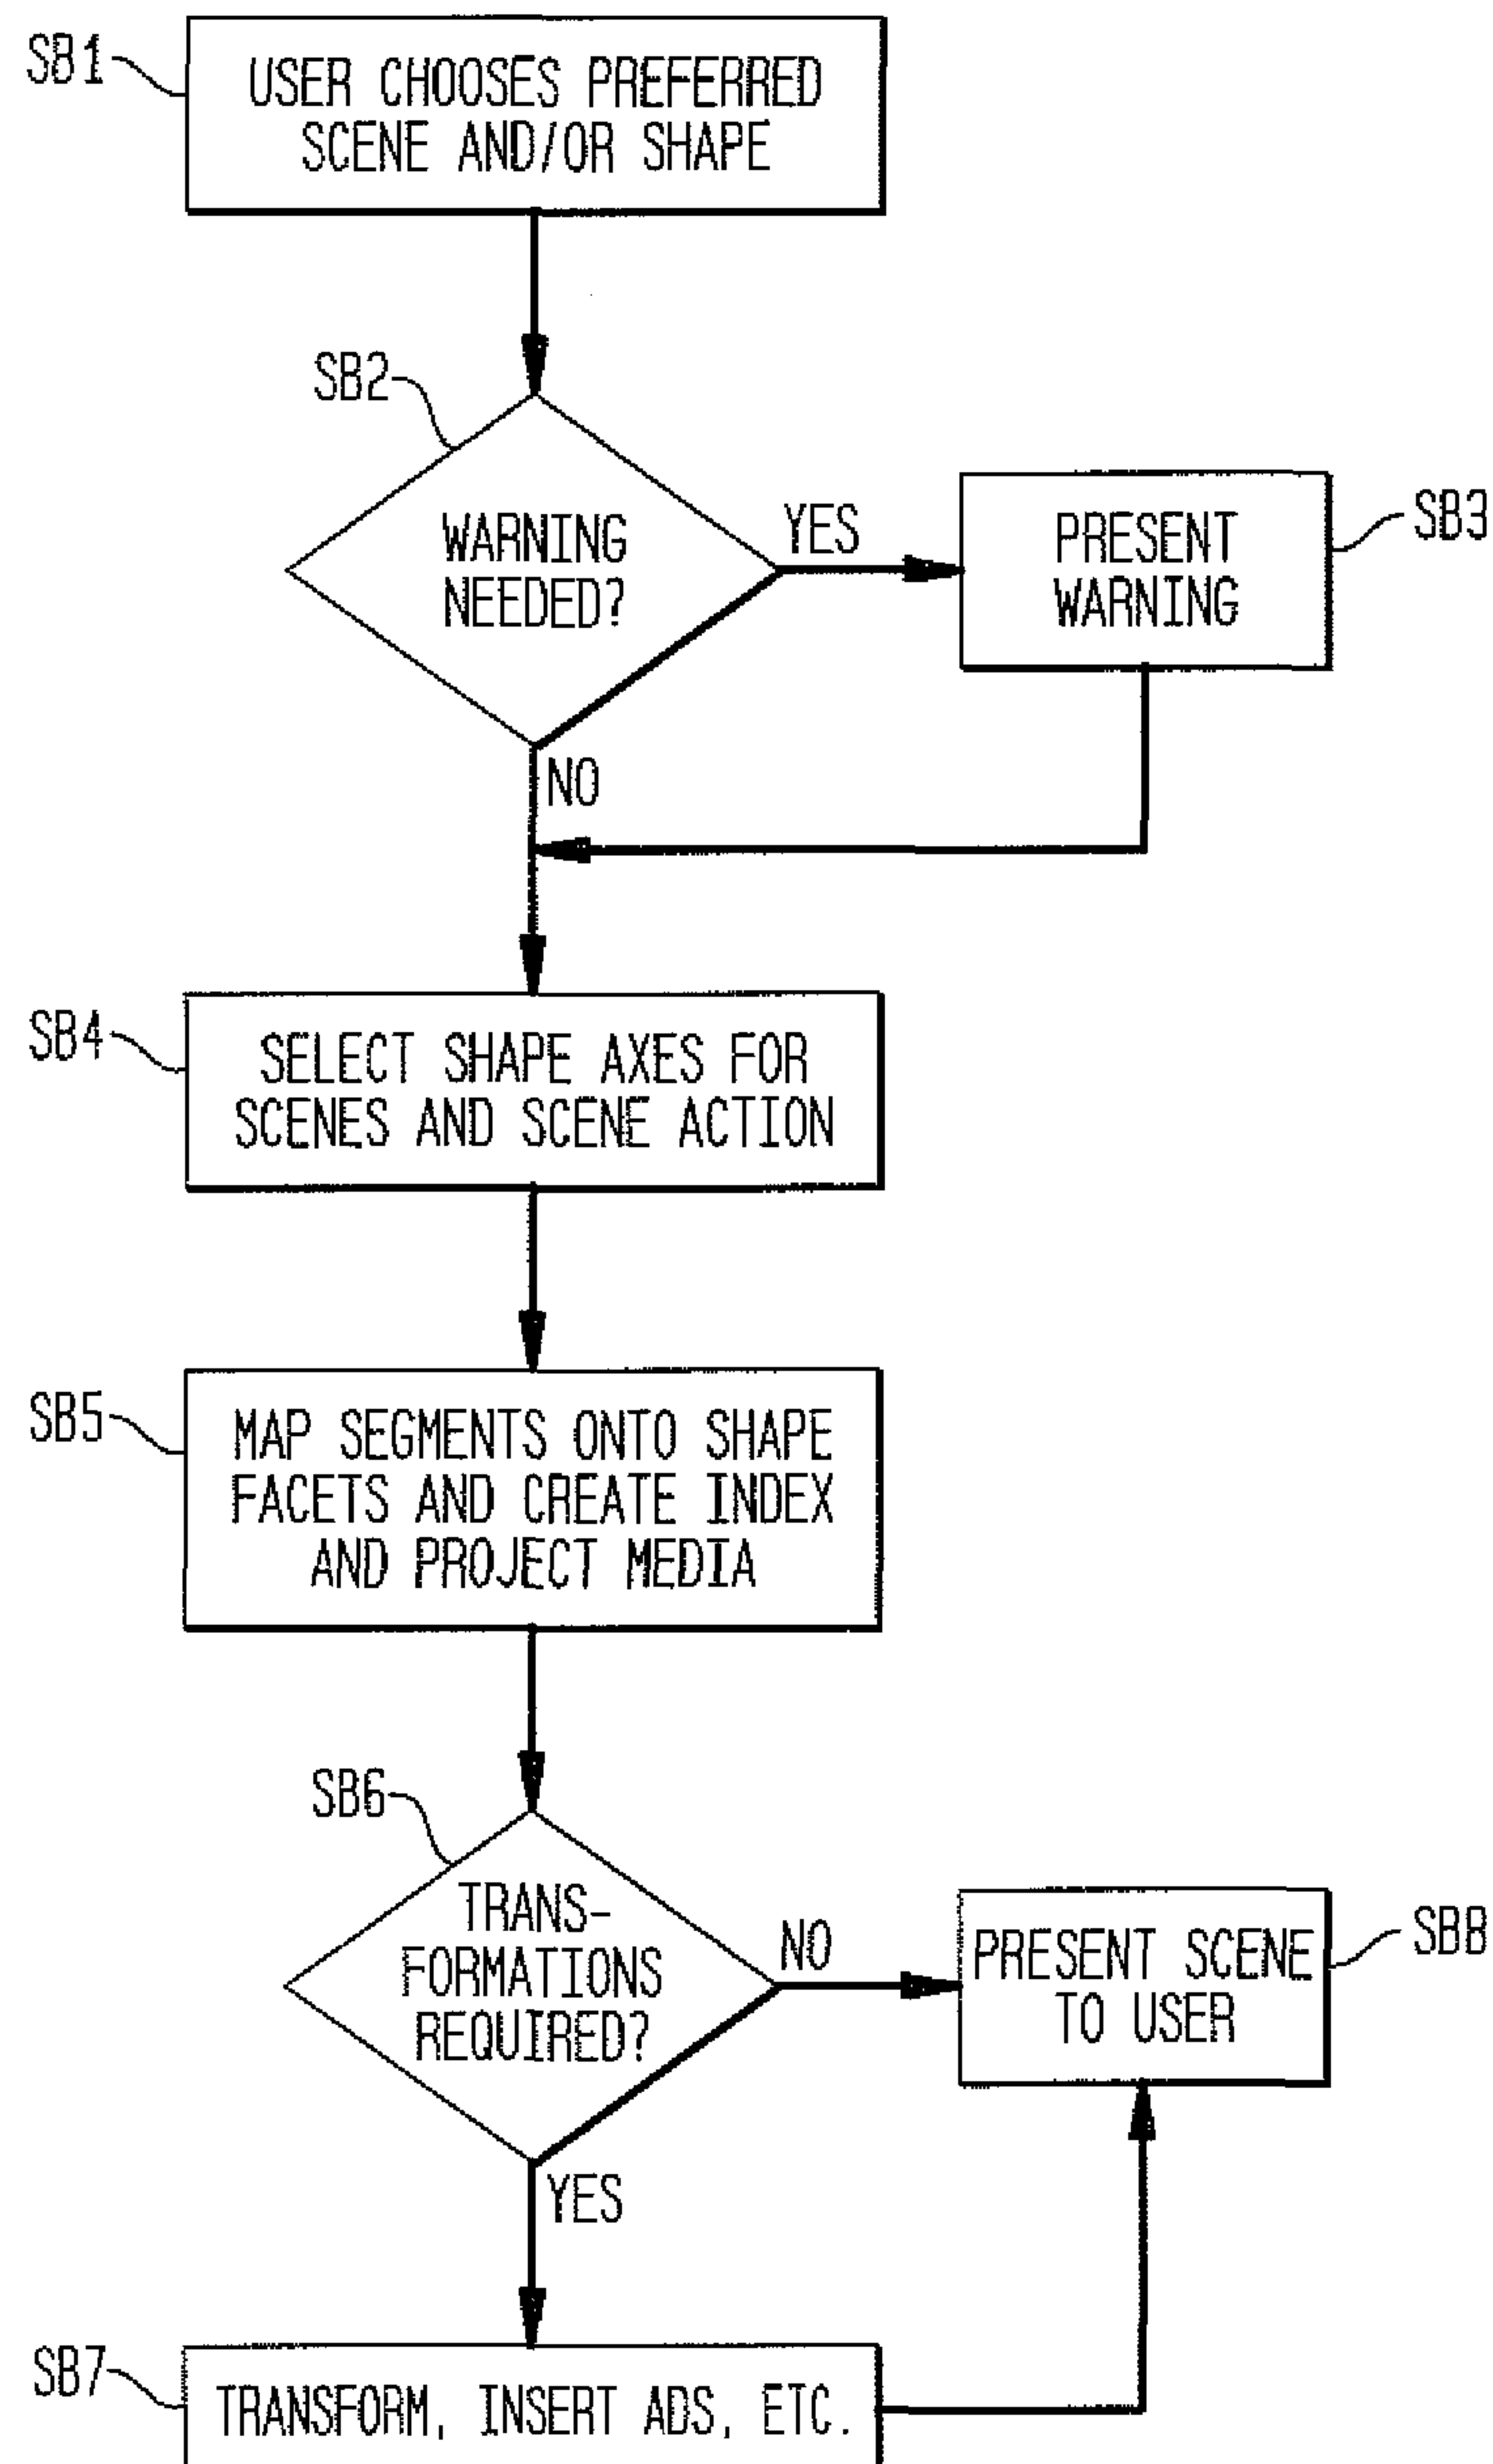 SB1
USER CHOOSES PREFERRED
SCENE AND/OR SHAPE
SB2
WARNING
NEEDED?
YES
PRESENT
WARNING
SB3
NO
SB4
SELECT SHAPE AXES FOR
SCENES AND SCENE ACTION
SB5
MAP SEGMENTS ONTO SHAPE
FACETS AND CREATE INDEX
AND PROJECT MEDIA
SB6
TRANS-
FORMATIONS
REQUIRED?
NO
PRESENT SCENE
TO USER
SB8
YES
SB7
TRANSFORM, INSERT ADS, ETC.